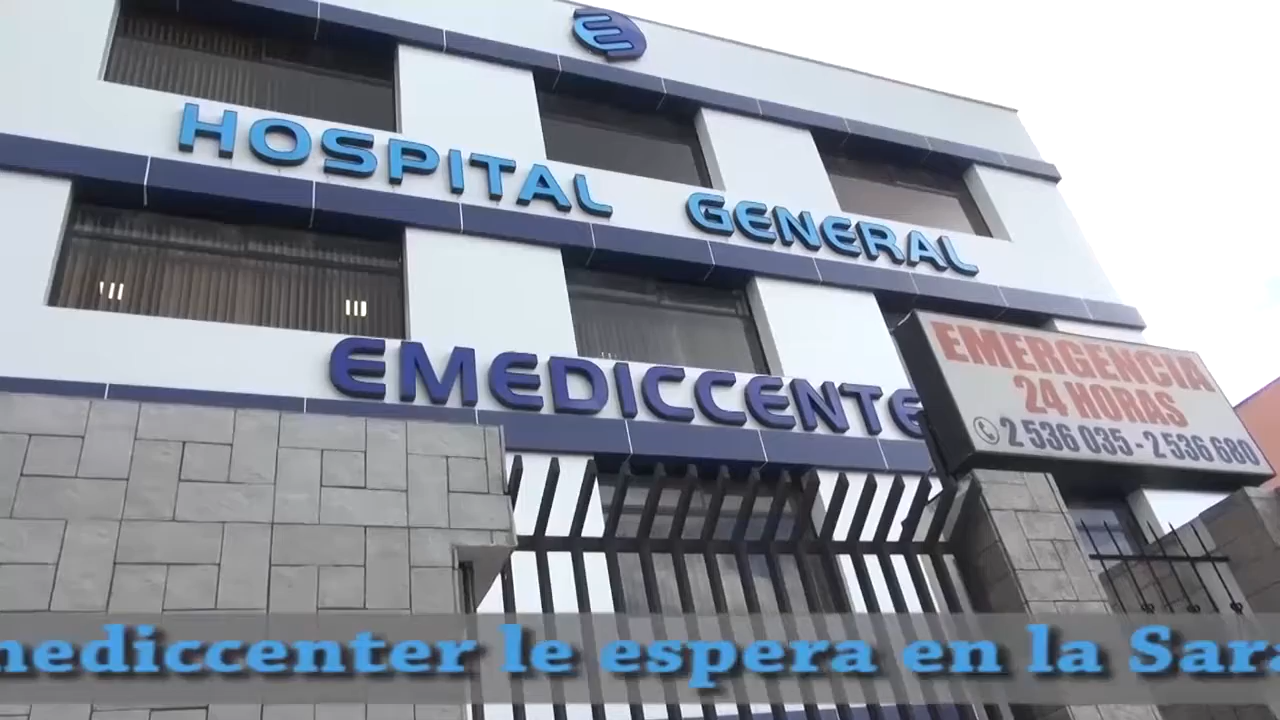 HOSPITAL GENERAL
EMEDICCENTE
EMERGENCIA
24 HORAS
2 536 035 - 2 536 680
mediccenter le espera en la Sara